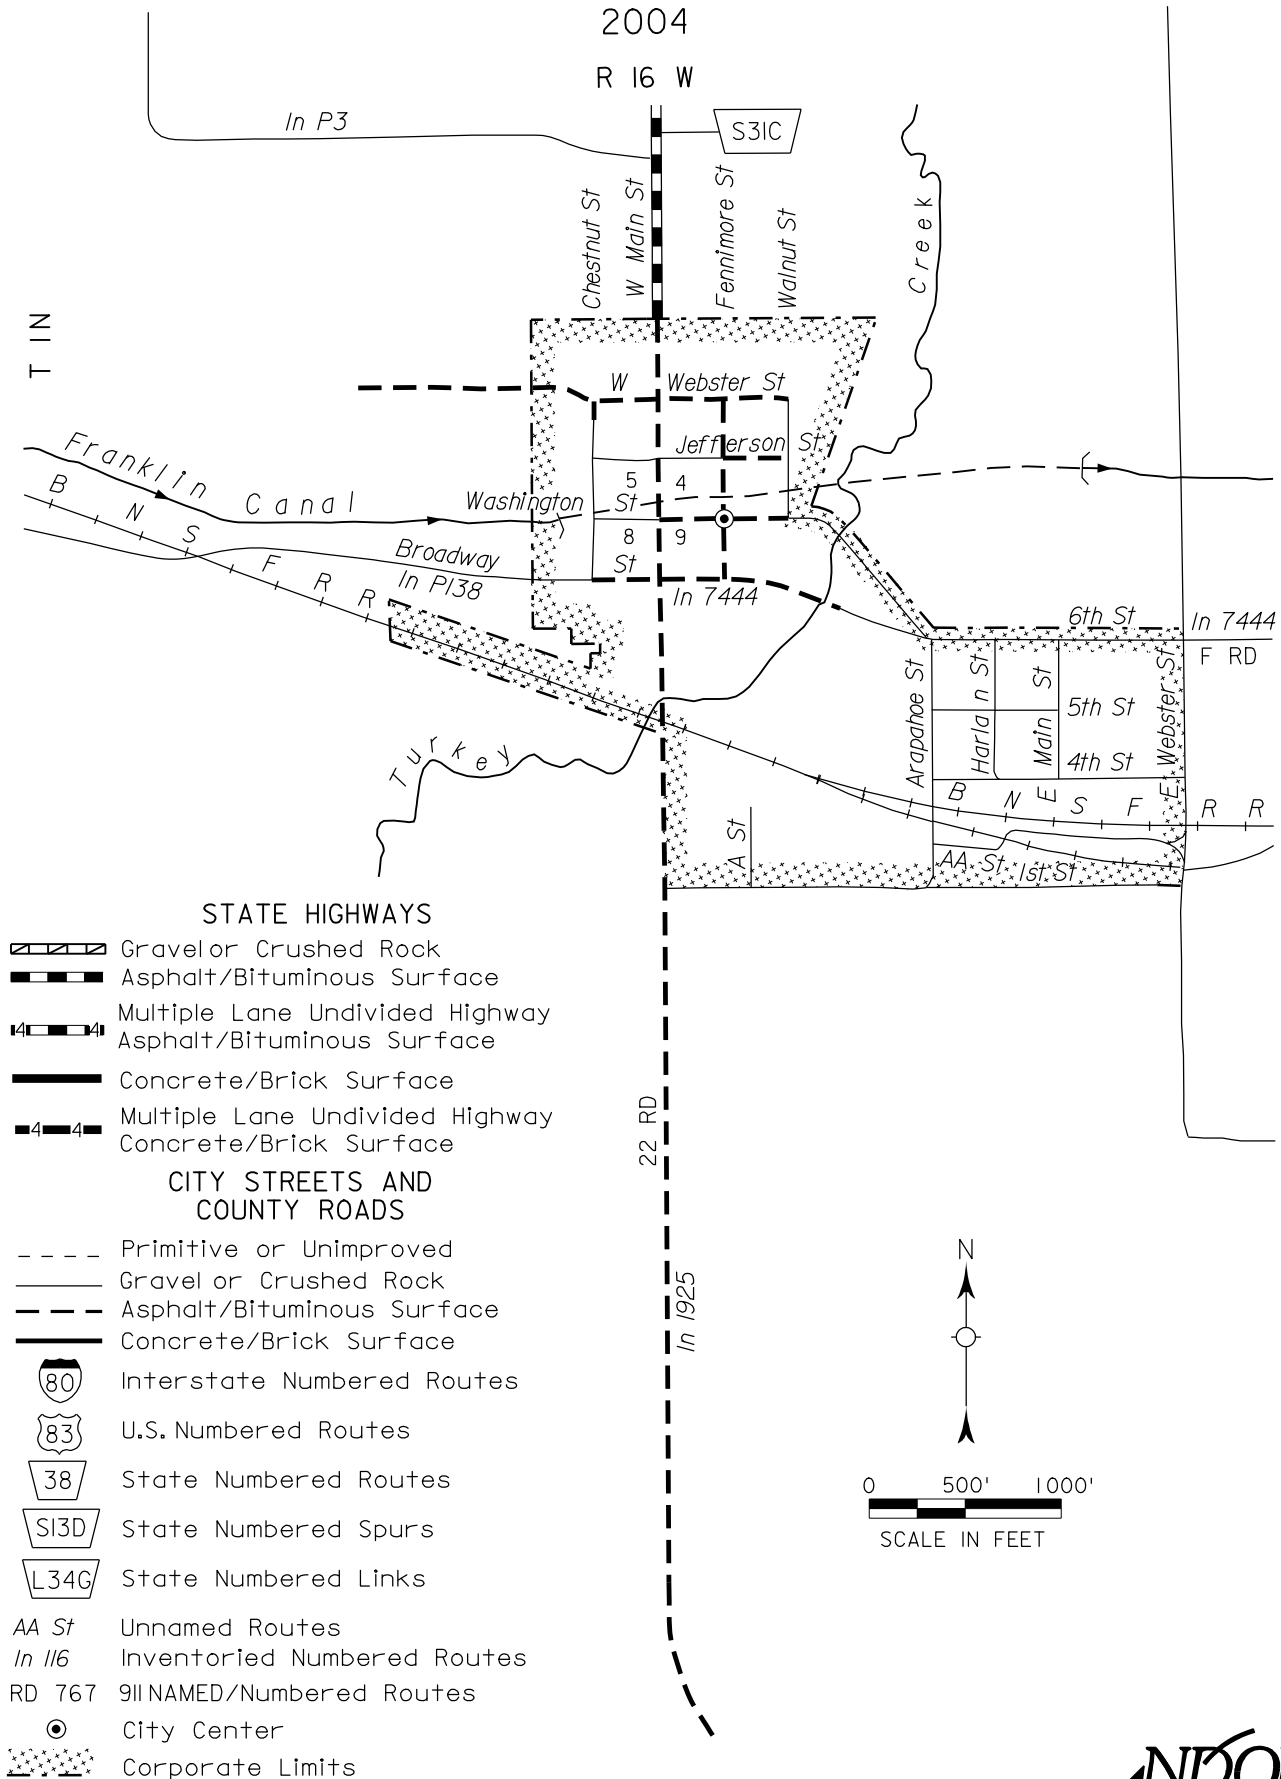 2004
R 16 W
In P3
S31C
Chestnut St
W Main St
Fennimore St
Walnut St
Creek
T 1N
W Webster St
Jefferson St
Franklin Canal
5 4
Washington St
8 9
B N S F R R
Broadway St
In P138
In 7444
6th St
In 7444
F RD
Arapahoe St
Harlan St
E Main St
E Webster St
5th St
4th St
Turkey
B N S F R R
A St
AA St
1st St
STATE HIGHWAYS
Gravel or Crushed Rock
Asphalt/Bituminous Surface
4 4 Multiple Lane Undivided Highway
Asphalt/Bituminous Surface
Concrete/Brick Surface
4 4 Multiple Lane Undivided Highway
Concrete/Brick Surface
22 RD
CITY STREETS AND
COUNTY ROADS
Primitive or Unimproved
Gravel or Crushed Rock
Asphalt/Bituminous Surface
Concrete/Brick Surface
In 1925
N
80 Interstate Numbered Routes
83 U.S. Numbered Routes
38 State Numbered Routes
S13D State Numbered Spurs
L34G State Numbered Links
0 500' 1000'
SCALE IN FEET
AA St Unnamed Routes
In 116 Inventoried Numbered Routes
RD 767 911 NAMED/Numbered Routes
City Center
Corporate Limits